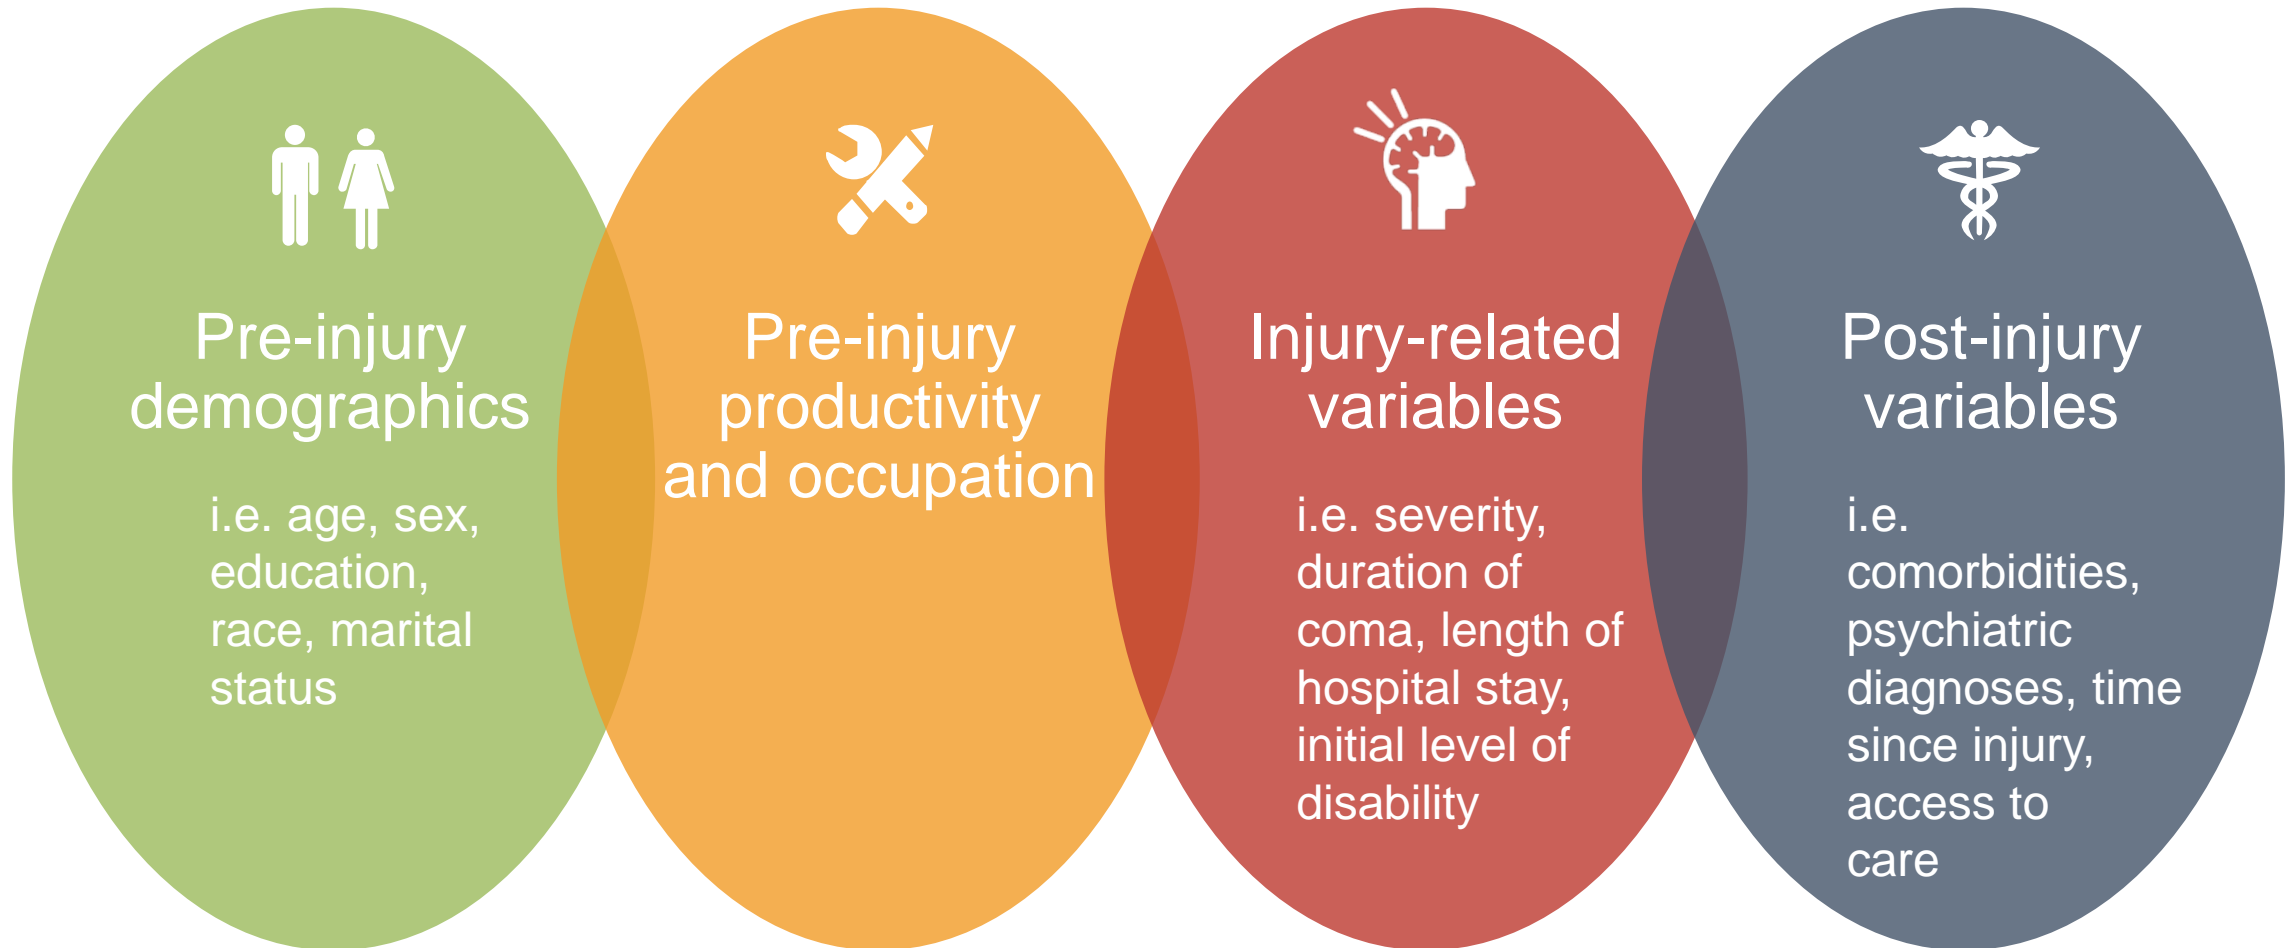 Pre-injury
demographics
i.e. age, sex,
education,
race, marital
status
Pre-injury
productivity
and occupation
Injury-related
variables
i.e. severity,
duration of
coma, length of
hospital stay,
initial level of
disability
Post-injury
variables
i.e.
comorbidities,
psychiatric
diagnoses, time
since injury,
access to
care